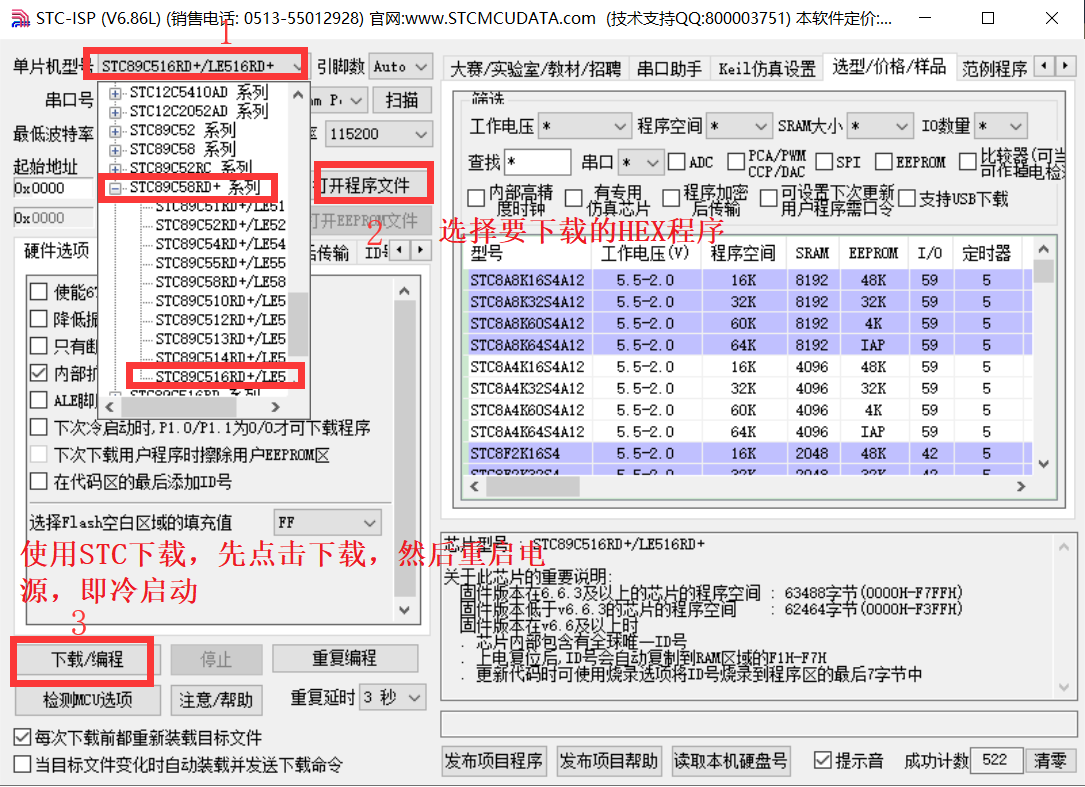 STC-ISP (V6.86L) (销售电话: 0513-55012928) 官网:www.STCMCUDATA.com (技术支持QQ:800003751) 本软件定价:...
1
单片机型号 STC89C516RD+/LE516RD+ 引脚数 Auto
串口号 扫描
最低波特率 115200
起始地址
0x0000 打开程序文件
0x0000 打开EEPROM文件
2 选择要下载的HEX程序
STC12C5410AD 系列
STC12C2052AD 系列
STC89C52 系列
STC89C58 系列
STC89C52RC 系列
STC89C58RD+ 系列
STC89C51RD+/LE51
STC89C52RD+/LE52
STC89C54RD+/LE54
STC89C55RD+/LE55
STC89C58RD+/LE58
STC89C510RD+/LE5
STC89C512RD+/LE5
STC89C513RD+/LE5
STC89C514RD+/LE5
STC89C516RD+/LE5
STC89C516RD 系列
硬件选项 传输 ID号
使能6
降低振
只有断
内部扩
ALE脚
下次冷启动时,P1.0/P1.1为0/0才可下载程序
下次下载用户程序时擦除用户EEPROM区
在代码区的最后添加ID号
选择Flash空白区域的填充值 FF
使用STC下载，先点击下载，然后重启电
源，即冷启动
3
下载/编程 停止 重复编程
检测MCU选项 注意/帮助 重复延时 3 秒
每次下载前都重新装载目标文件
当目标文件变化时自动装载并发送下载命令
大赛/实验室/教材/招聘 串口助手 Keil仿真设置 选型/价格/样品 范例程序
筛选
工作电压 * 程序空间 * SRAM大小 * IO数量 *
查找 * 串口 * ADC PCA/PWM CCP/DAC SPI EEPROM 比较器(可当 可作掉电检
内部高精度时钟 有专用仿真芯片 程序加密后传输 可设置下次更新用户程序需口令 支持USB下载
型号 工作电压(V) 程序空间 SRAM EEPROM I/O 定时器
STC8A8K16S4A12 5.5-2.0 16K 8192 48K 59 5
STC8A8K32S4A12 5.5-2.0 32K 8192 32K 59 5
STC8A8K60S4A12 5.5-2.0 60K 8192 4K 59 5
STC8A8K64S4A12 5.5-2.0 64K 8192 IAP 59 5
STC8A4K16S4A12 5.5-2.0 16K 4096 48K 59 5
STC8A4K32S4A12 5.5-2.0 32K 4096 32K 59 5
STC8A4K60S4A12 5.5-2.0 60K 4096 4K 59 5
STC8A4K64S4A12 5.5-2.0 64K 4096 IAP 59 5
STC8F2K16S4 5.5-2.0 16K 2048 48K 42 5
STC8F2K32S4 5.5-2.0 32K 2048 32K 42 5
芯片型号 : STC89C516RD+/LE516RD+
关于此芯片的重要说明:
固件版本在6.6.3及以上的芯片的程序空间 : 63488字节(0000H-F7FFH)
固件版本低于v6.6.3的芯片的程序空间 : 62464字节(0000H-F3FFH)
固件版本在v6.6及以上时
. 芯片内部包含有全球唯一ID号
. 上电复位后,ID号会自动复制到RAM区域的F1H-F7H
. 更新代码时可使用烧录选项将ID号烧录到程序区的最后7字节中
发布项目程序 发布项目帮助 读取本机硬盘号 提示音 成功计数 522 清零